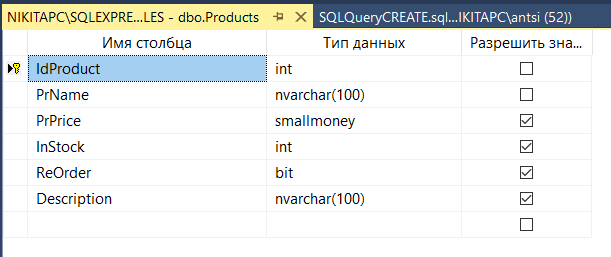 NIKITAPC\SQLEXPRE...LES - dbo.Products SQLQueryCREATE.sql...IKITAPC\antsi (52))
Имя столбца Тип данных Разрешить зна...
IdProduct int
PrName nvarchar(100)
PrPrice smallmoney
InStock int
ReOrder bit
Description nvarchar(100)